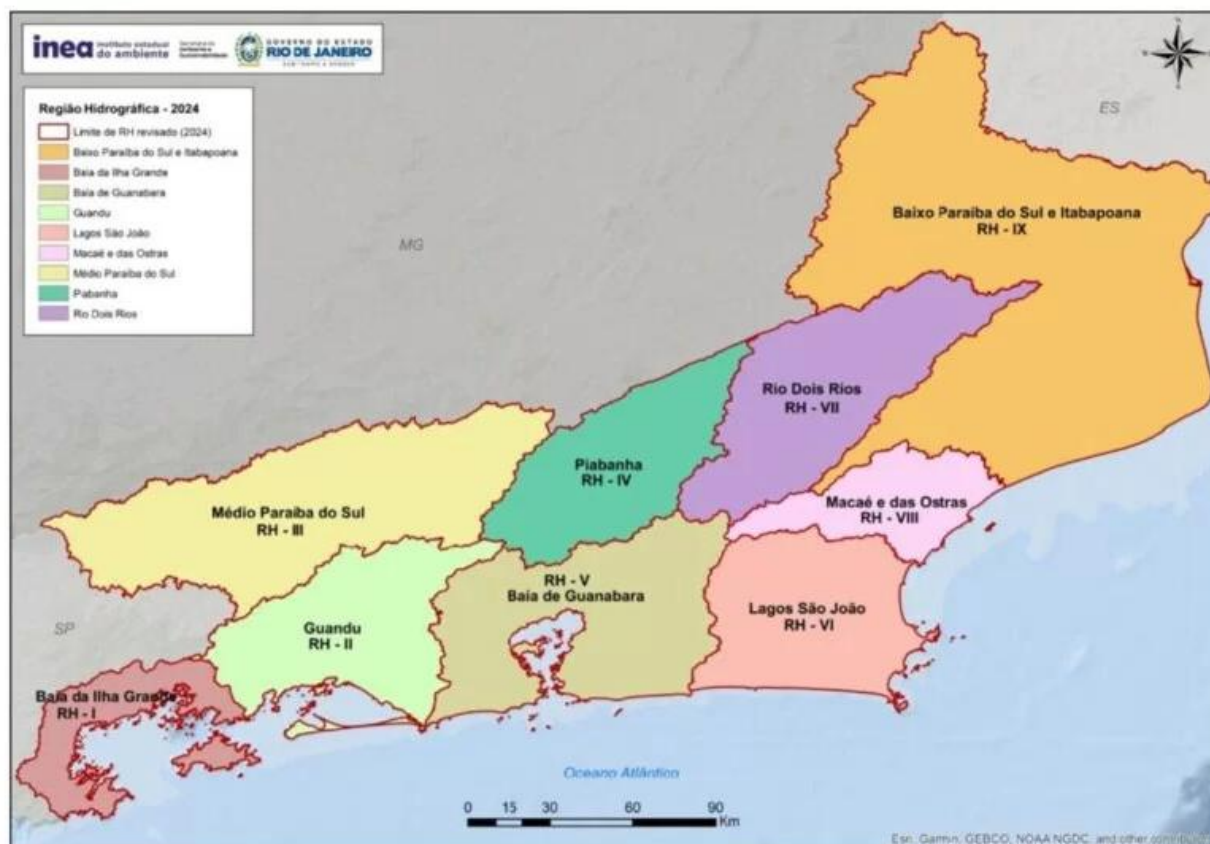 inea instituto estadual do ambiente
GOVERNO DO ESTADO
RIO DE JANEIRO
Região Hidrográfica - 2024
Limite de RH revisado (2024)
Baixo Paraíba do Sul e Itabapoana
Baía da Ilha Grande
Baía de Guanabara
Guandu
Lagos São João
Macaé e das Ostras
Médio Paraíba do Sul
Piabanha
Rio Dois Rios
ES
MG
SP
Baixo Paraíba do Sul e Itabapoana
RH - IX
Rio Dois Rios
RH - VII
Piabanha
RH - IV
Macaé e das Ostras
RH - VIII
Médio Paraíba do Sul
RH - III
RH - V
Baía de Guanabara
Lagos São João
RH - VI
Guandu
RH - II
Baía da Ilha Grande
RH - I
Oceano Atlântico
0 15 30 60 90
Km
Esri, Garmin, GEBCO, NOAA NGDC, and other